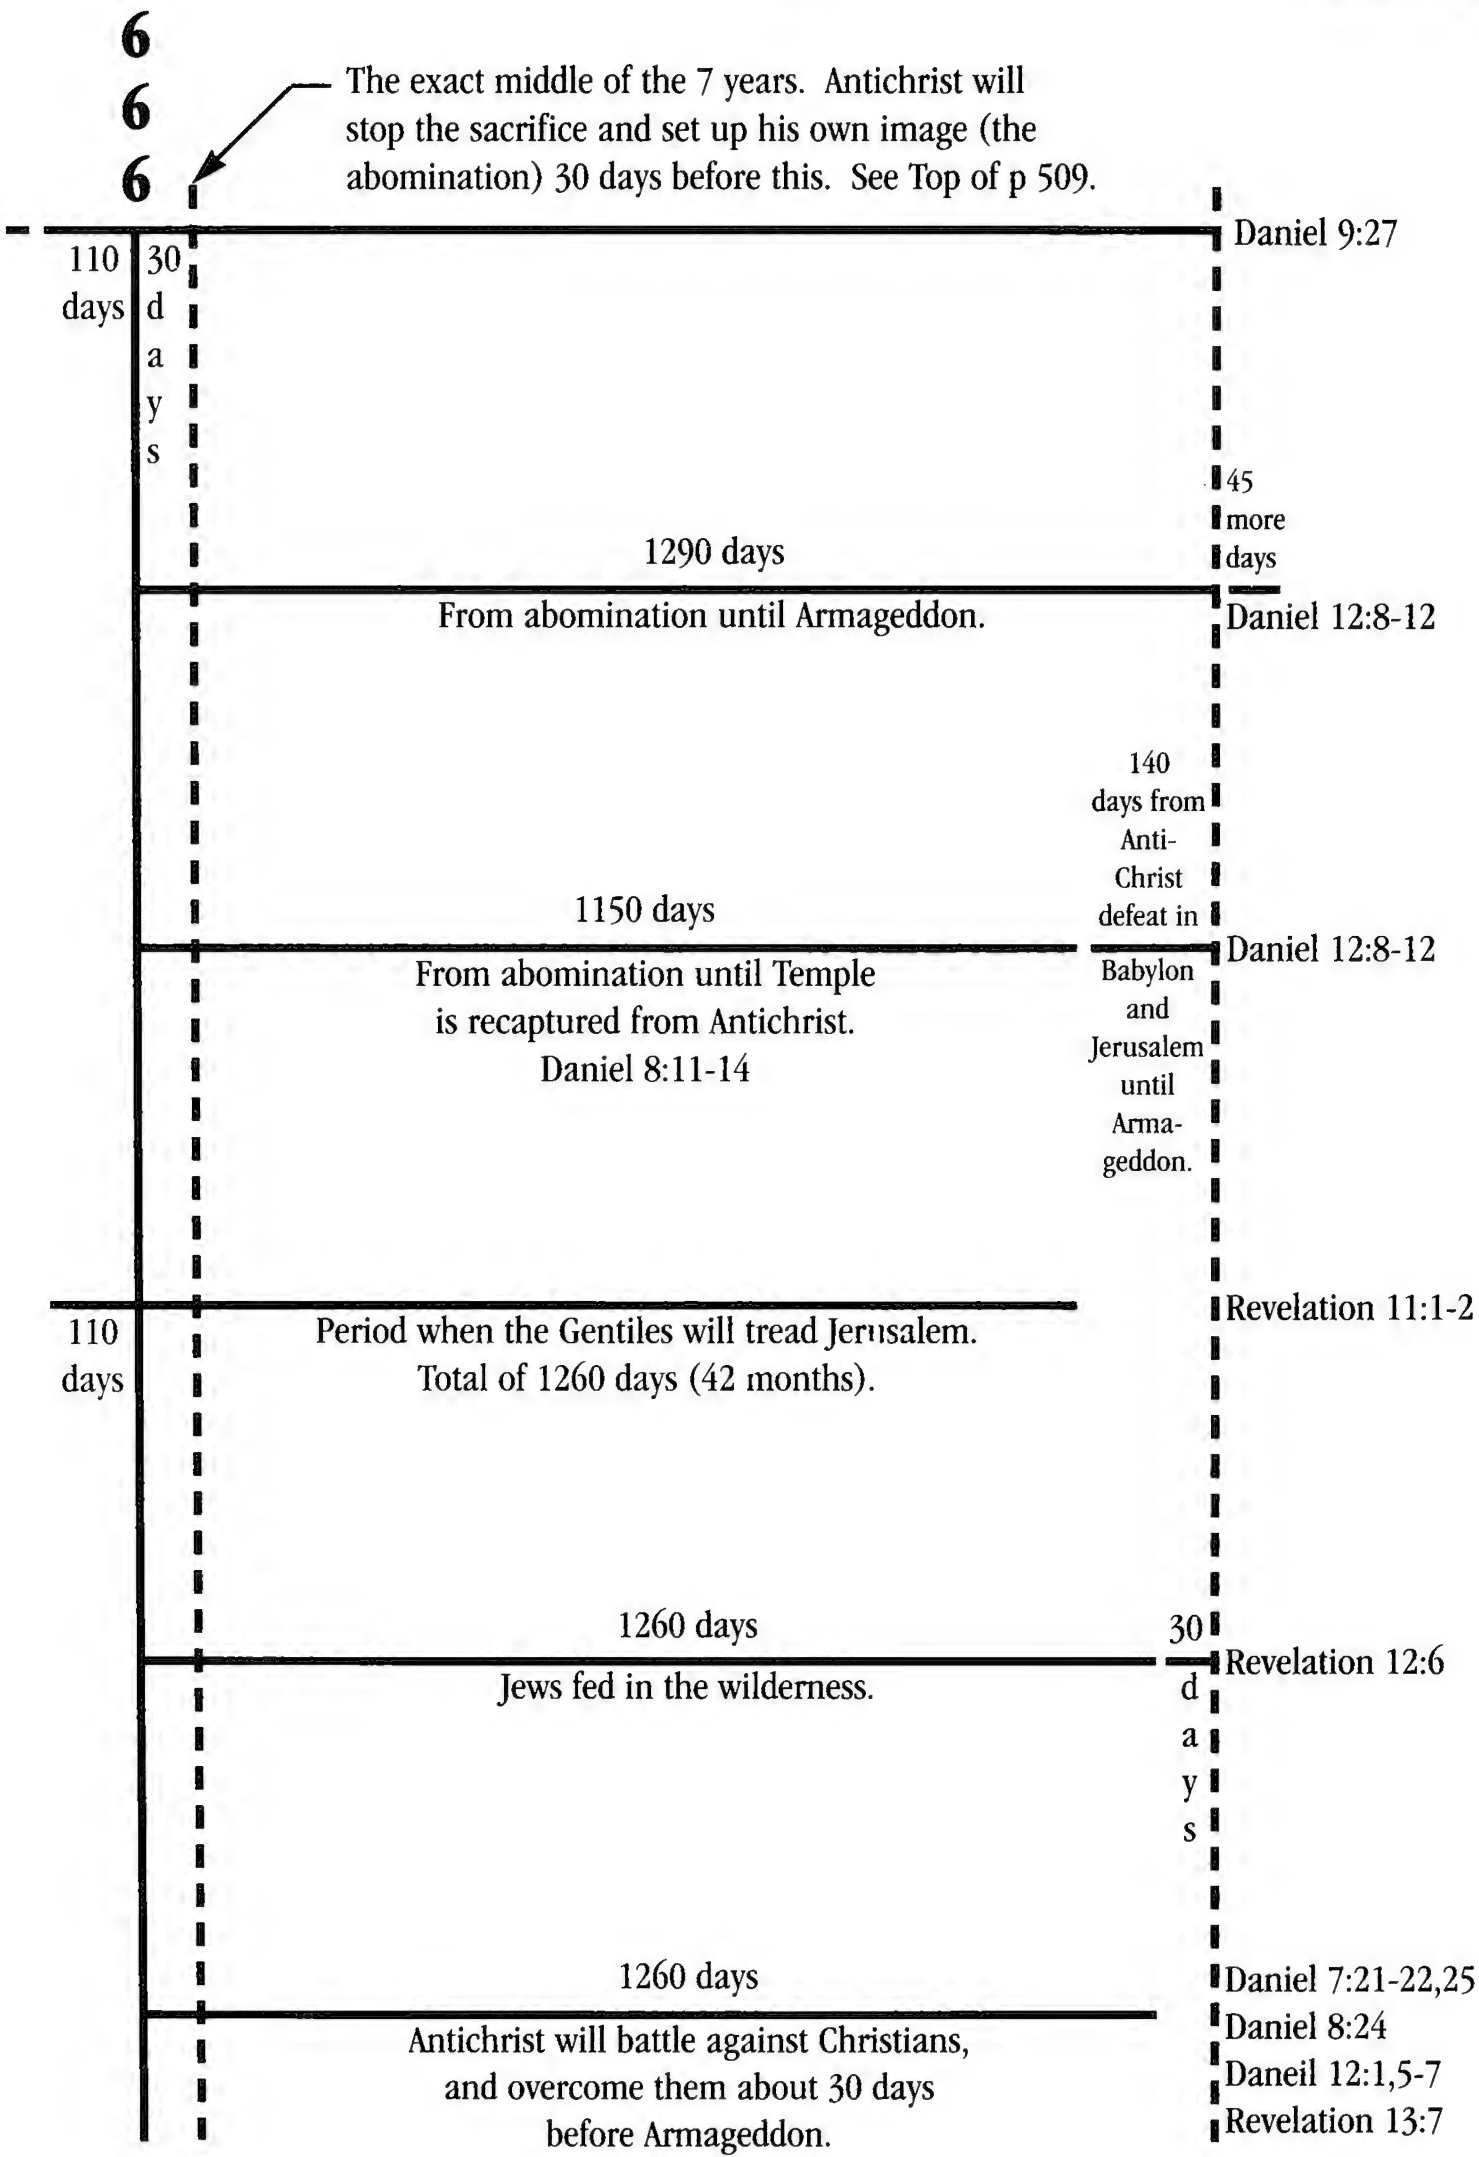 6
6
6
The exact middle of the 7 years. Antichrist will
stop the sacrifice and set up his own image (the
abomination) 30 days before this. See Top of p 509.
Daniel 9:27
110
days
30
d
a
y
s
45
more
days
1290 days
From abomination until Armageddon.
Daniel 12:8-12
140
days from
Anti-
Christ
defeat in
Babylon
and
Jerusalem
until
Arma-
geddon.
1150 days
Daniel 12:8-12
From abomination until Temple
is recaptured from Antichrist.
Daniel 8:11-14
Revelation 11:1-2
110
days
Period when the Gentiles will tread Jerusalem.
Total of 1260 days (42 months).
1260 days
30
d
a
y
s
Revelation 12:6
Jews fed in the wilderness.
1260 days
Daniel 7:21-22,25
Daniel 8:24
Daneil 12:1,5-7
Revelation 13:7
Antichrist will battle against Christians,
and overcome them about 30 days
before Armageddon.